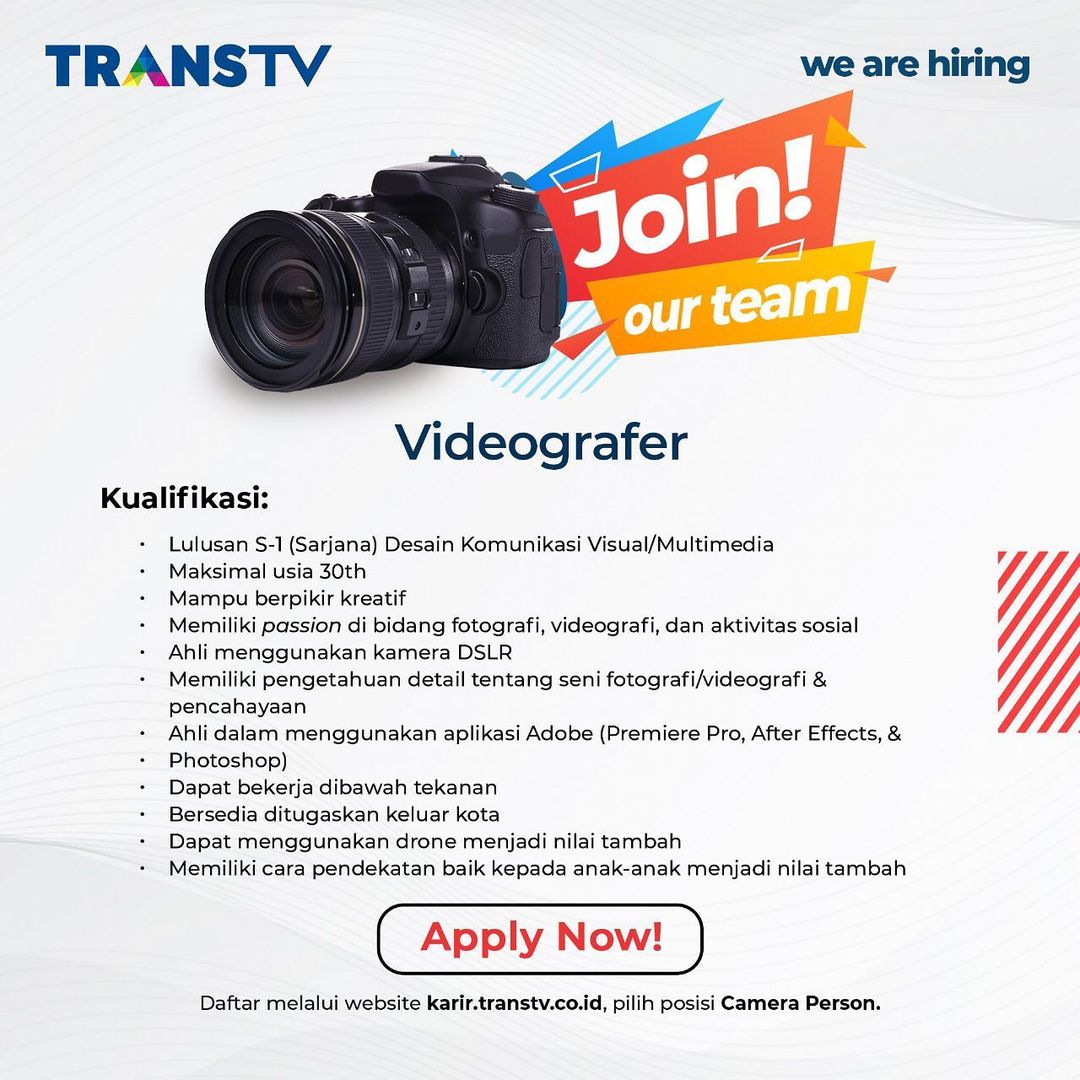 TRANSTV
we are hiring
Join!
our team
Videografer
Kualifikasi:
• Lulusan S-1 (Sarjana) Desain Komunikasi Visual/Multimedia
• Maksimal usia 30th
• Mampu berpikir kreatif
• Memiliki passion di bidang fotografi, videografi, dan aktivitas sosial
• Ahli menggunakan kamera DSLR
• Memiliki pengetahuan detail tentang seni fotografi/videografi &
pencahayaan
• Ahli dalam menggunakan aplikasi Adobe (Premiere Pro, After Effects, &
• Photoshop)
• Dapat bekerja dibawah tekanan
• Bersedia ditugaskan keluar kota
• Dapat menggunakan drone menjadi nilai tambah
• Memiliki cara pendekatan baik kepada anak-anak menjadi nilai tambah
Apply Now!
Daftar melalui website karir.transtv.co.id, pilih posisi Camera Person.